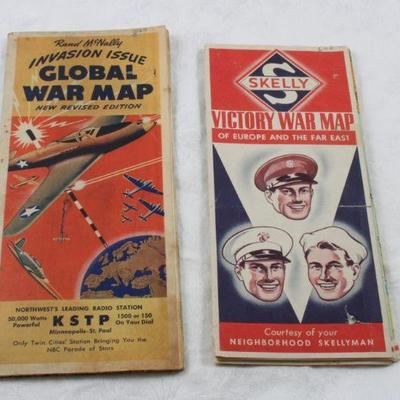 Rand McNally
INVASION ISSUE
GLOBAL
WAR MAP
NEW REVISED EDITION
NORTHWEST'S LEADING RADIO STATION
50,000 Watts
Powerful
KSTP
Minneapolis-St. Paul
1500 or 150
On Your Dial
Only Twin Cities' Station Bringing You the
NBC Parade of Stars
S
SKELLY
VICTORY WAR MAP
OF EUROPE AND THE FAR EAST
Courtesy of your
NEIGHBORHOOD SKELLYMAN